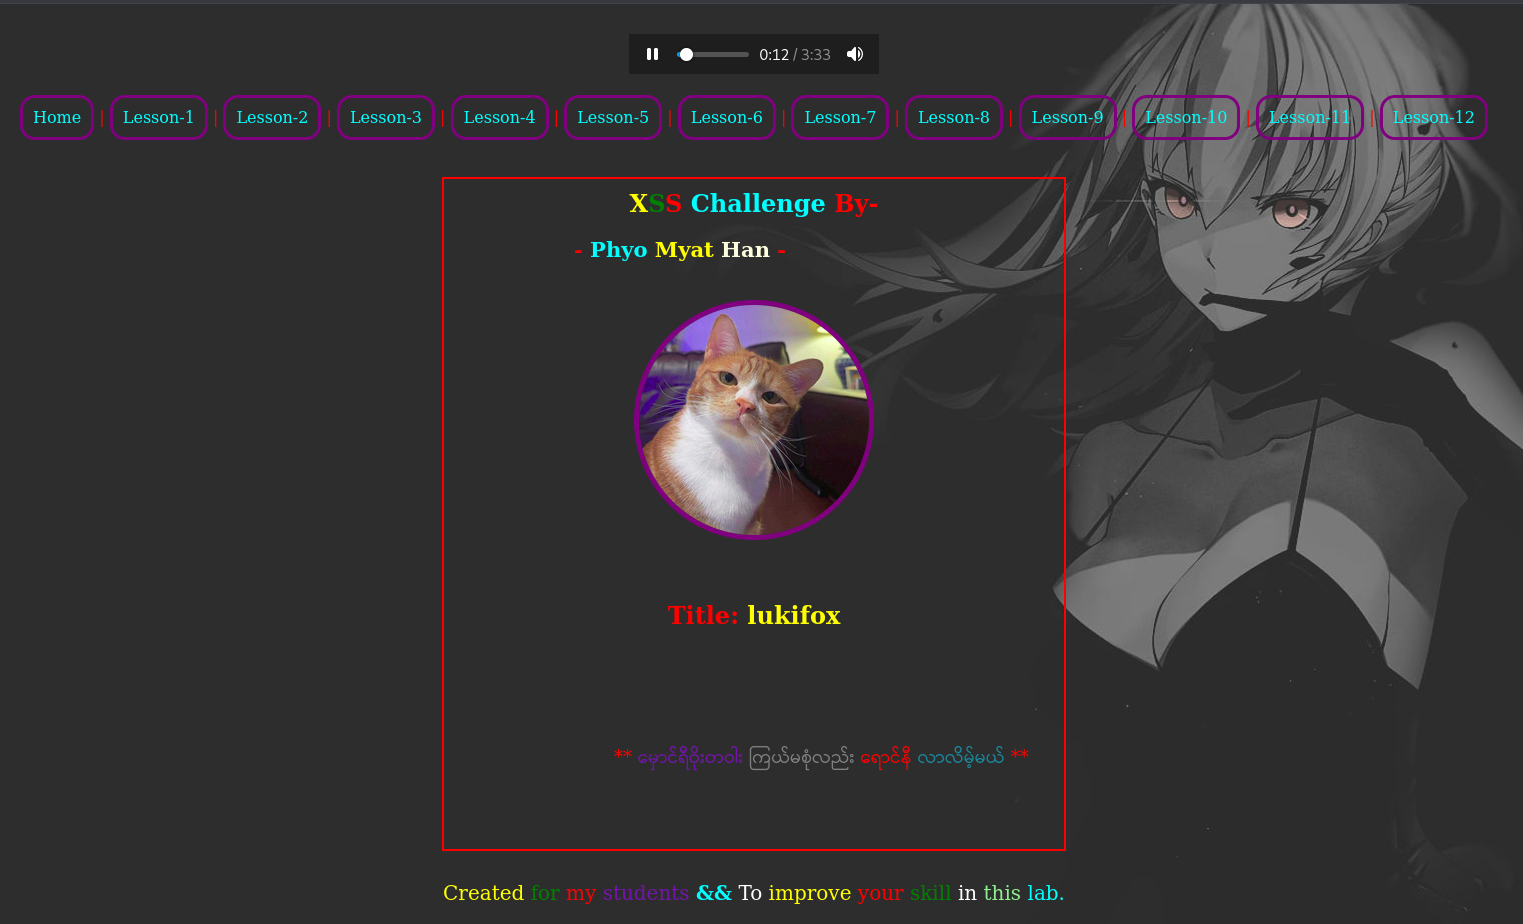 0:12 / 3:33
Home | Lesson-1 | Lesson-2 | Lesson-3 | Lesson-4 | Lesson-5 | Lesson-6 | Lesson-7 | Lesson-8 | Lesson-9 | Lesson-10 | Lesson-11 | Lesson-12
XSS Challenge By-
- Phyo Myat Han -
Title: lukifox
** မှောင်ရီဝိုးတဝါး ကြယ်မစုံလည်း ရောင်နီ လာလိမ့်မယ် **
Created for my students && To improve your skill in this lab.